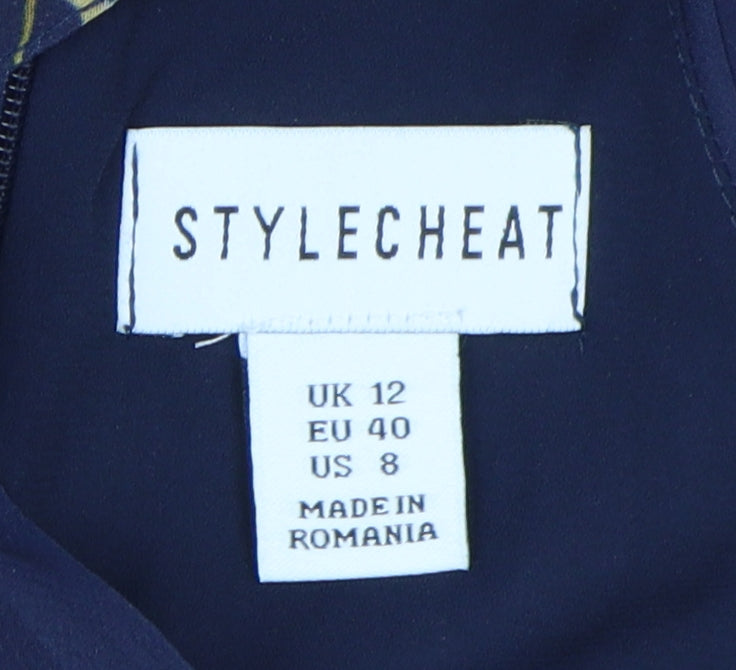 STYLECHEAT
UK 12
EU 40
US 8
MADE IN
ROMANIA